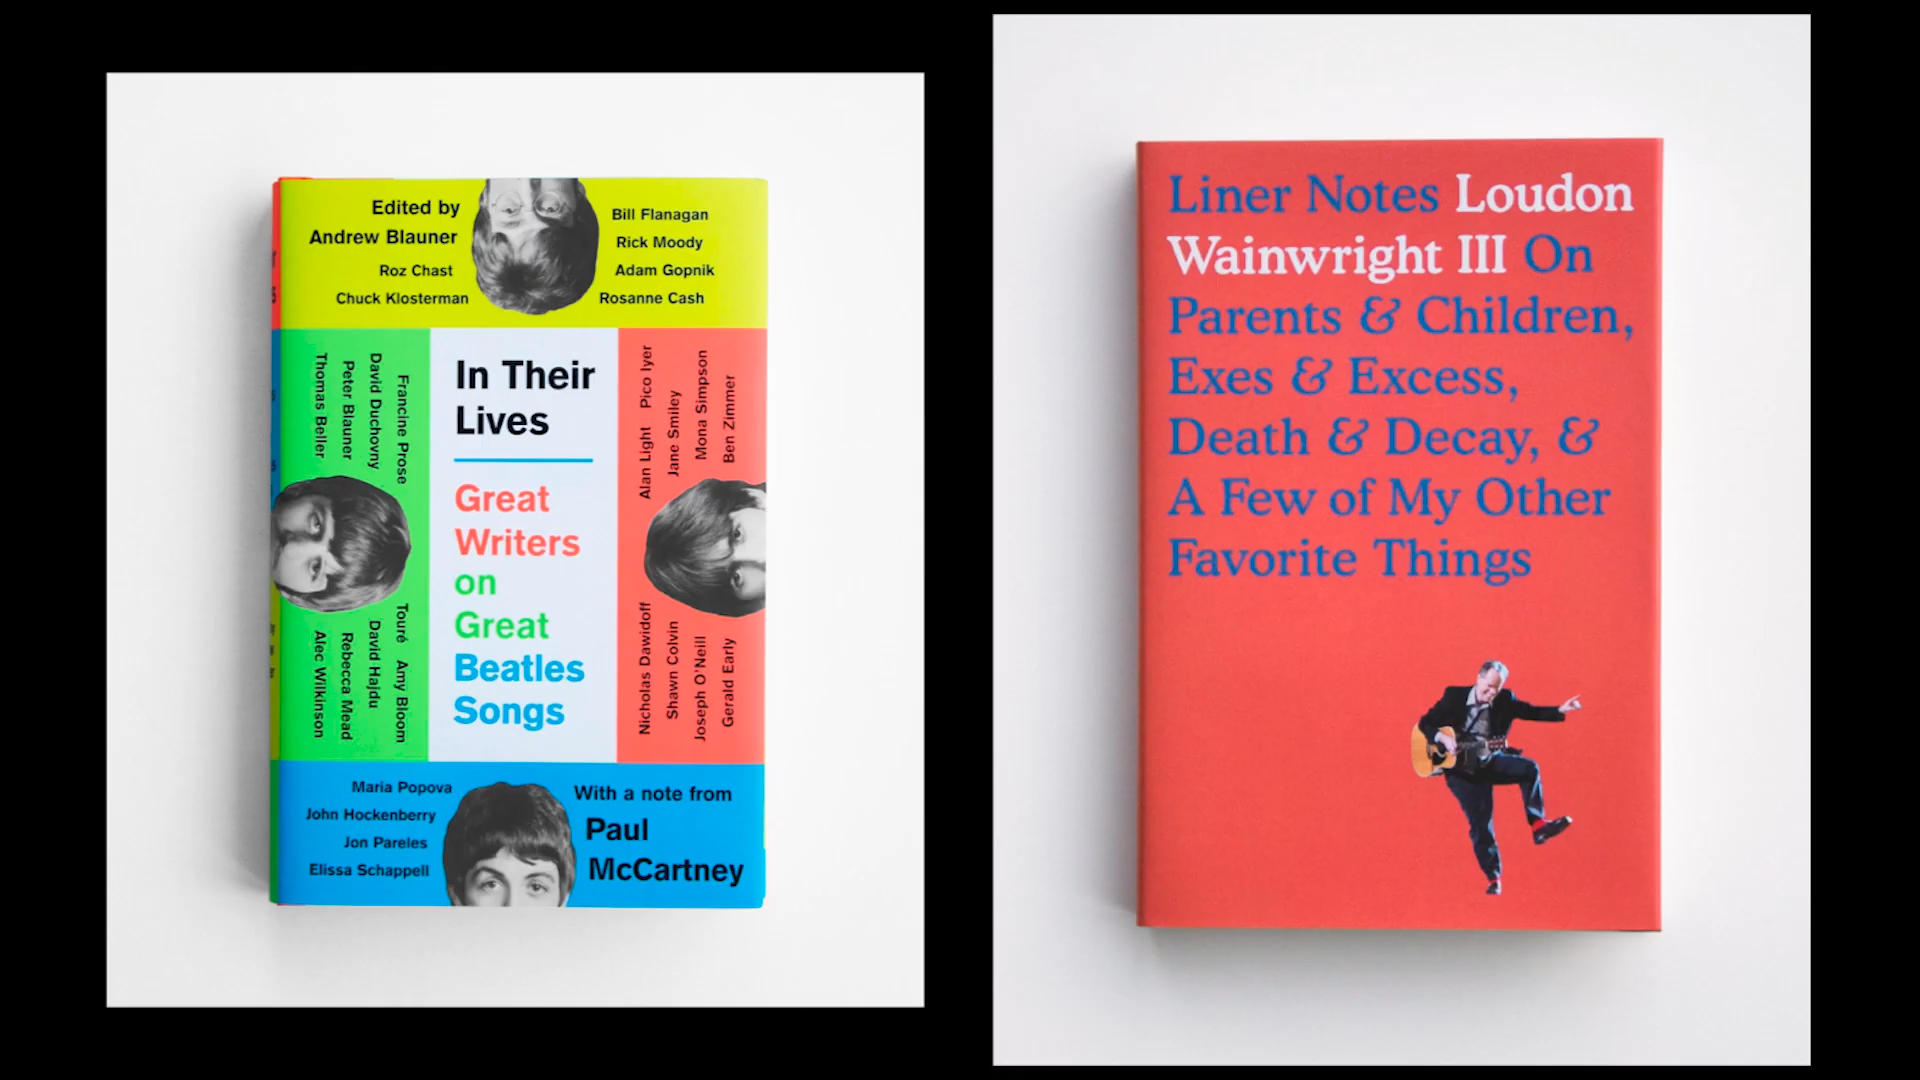 Edited by
Andrew Blauner
Roz Chast
Chuck Klosterman
Bill Flanagan
Rick Moody
Adam Gopnik
Rosanne Cash
Francine Prose
David Duchovny
Peter Blauner
Thomas Beller
Touré Amy Bloom
David Hajdu
Rebecca Mead
Alec Wilkinson
In Their
Lives
Great
Writers
on
Great
Beatles
Songs
Alan Light Pico Iyer
Jane Smiley
Mona Simpson
Ben Zimmer
Nicholas Dawidoff
Shawn Colvin
Joseph O'Neill
Gerald Early
Maria Popova
John Hockenberry
Jon Pareles
Elissa Schappell
With a note from
Paul
McCartney
Liner Notes Loudon
Wainwright III On
Parents & Children,
Exes & Excess,
Death & Decay, &
A Few of My Other
Favorite Things